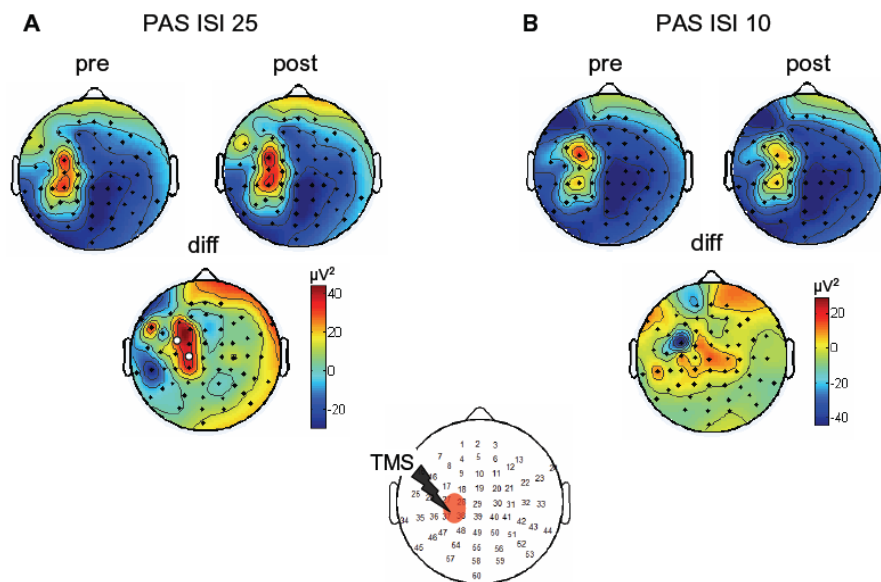 A PAS ISI 25
B PAS ISI 10
pre
post
pre
post
diff
diff
µV²
40
20
0
-20
µV²
20
0
-20
-40
TMS
1 2 3
7 4 5 6 13
8 9 10 11 12
17 18 19 20 21 22 23
25 29 30 31 32 33
34 35 36 39 40 41 42 44
47 48 49 50 51
46 52
45 64 55 56 53
57 58 59
60